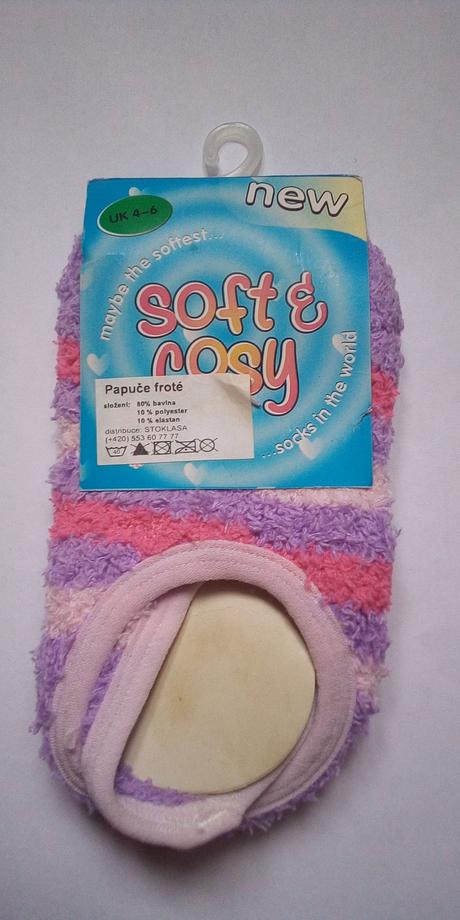 new
UK 4-6
maybe the softest...
soft &
cosy
...socks in the world
Papuče froté
složení: 80% bavlna
10 % polyester
10 % elastan
distribuce: STOKLASA
(+420) 553 60 77 77
40